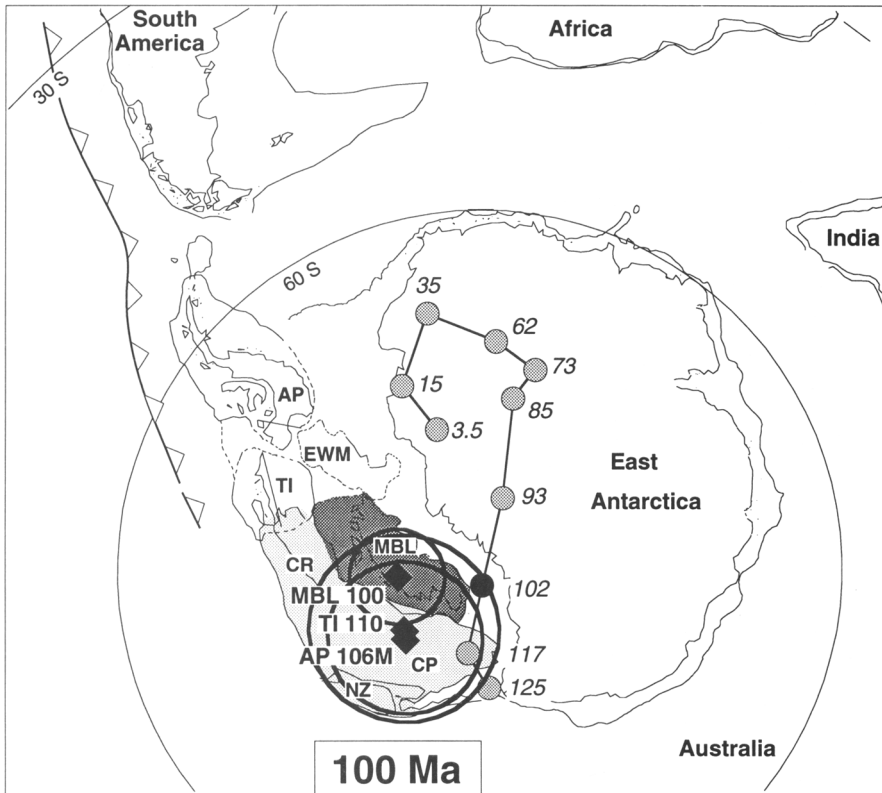 South
America
Africa
30 S
India
60 S
35
62
73
15
AP
85
3.5
EWM
East
Antarctica
TI
93
MBL
CR
MBL 100
102
TI 110
AP 106M
CP
117
NZ
125
Australia
100 Ma